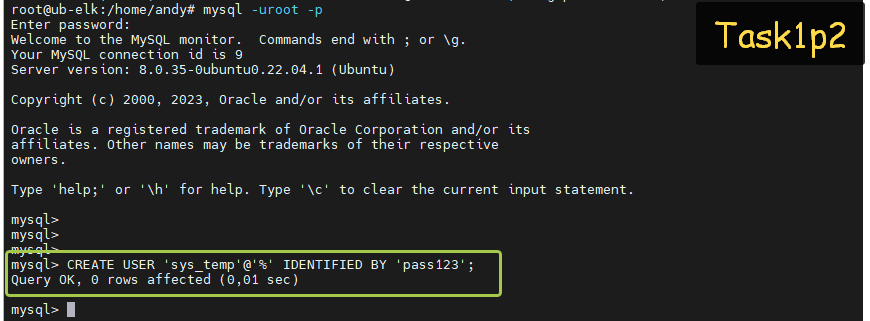 root@ub-elk:/home/andy# mysql -uroot -p
Task1p2
Enter password:
Welcome to the MySQL monitor.  Commands end with ; or \g.
Your MySQL connection id is 9
Server version: 8.0.35-0ubuntu0.22.04.1 (Ubuntu)
Copyright (c) 2000, 2023, Oracle and/or its affiliates.
Oracle is a registered trademark of Oracle Corporation and/or its
affiliates. Other names may be trademarks of their respective
owners.
Type 'help;' or '\h' for help. Type '\c' to clear the current input statement.
mysql>
mysql>
mysql>
mysql> CREATE USER 'sys_temp'@'%' IDENTIFIED BY 'pass123';
Query OK, 0 rows affected (0,01 sec)
mysql>